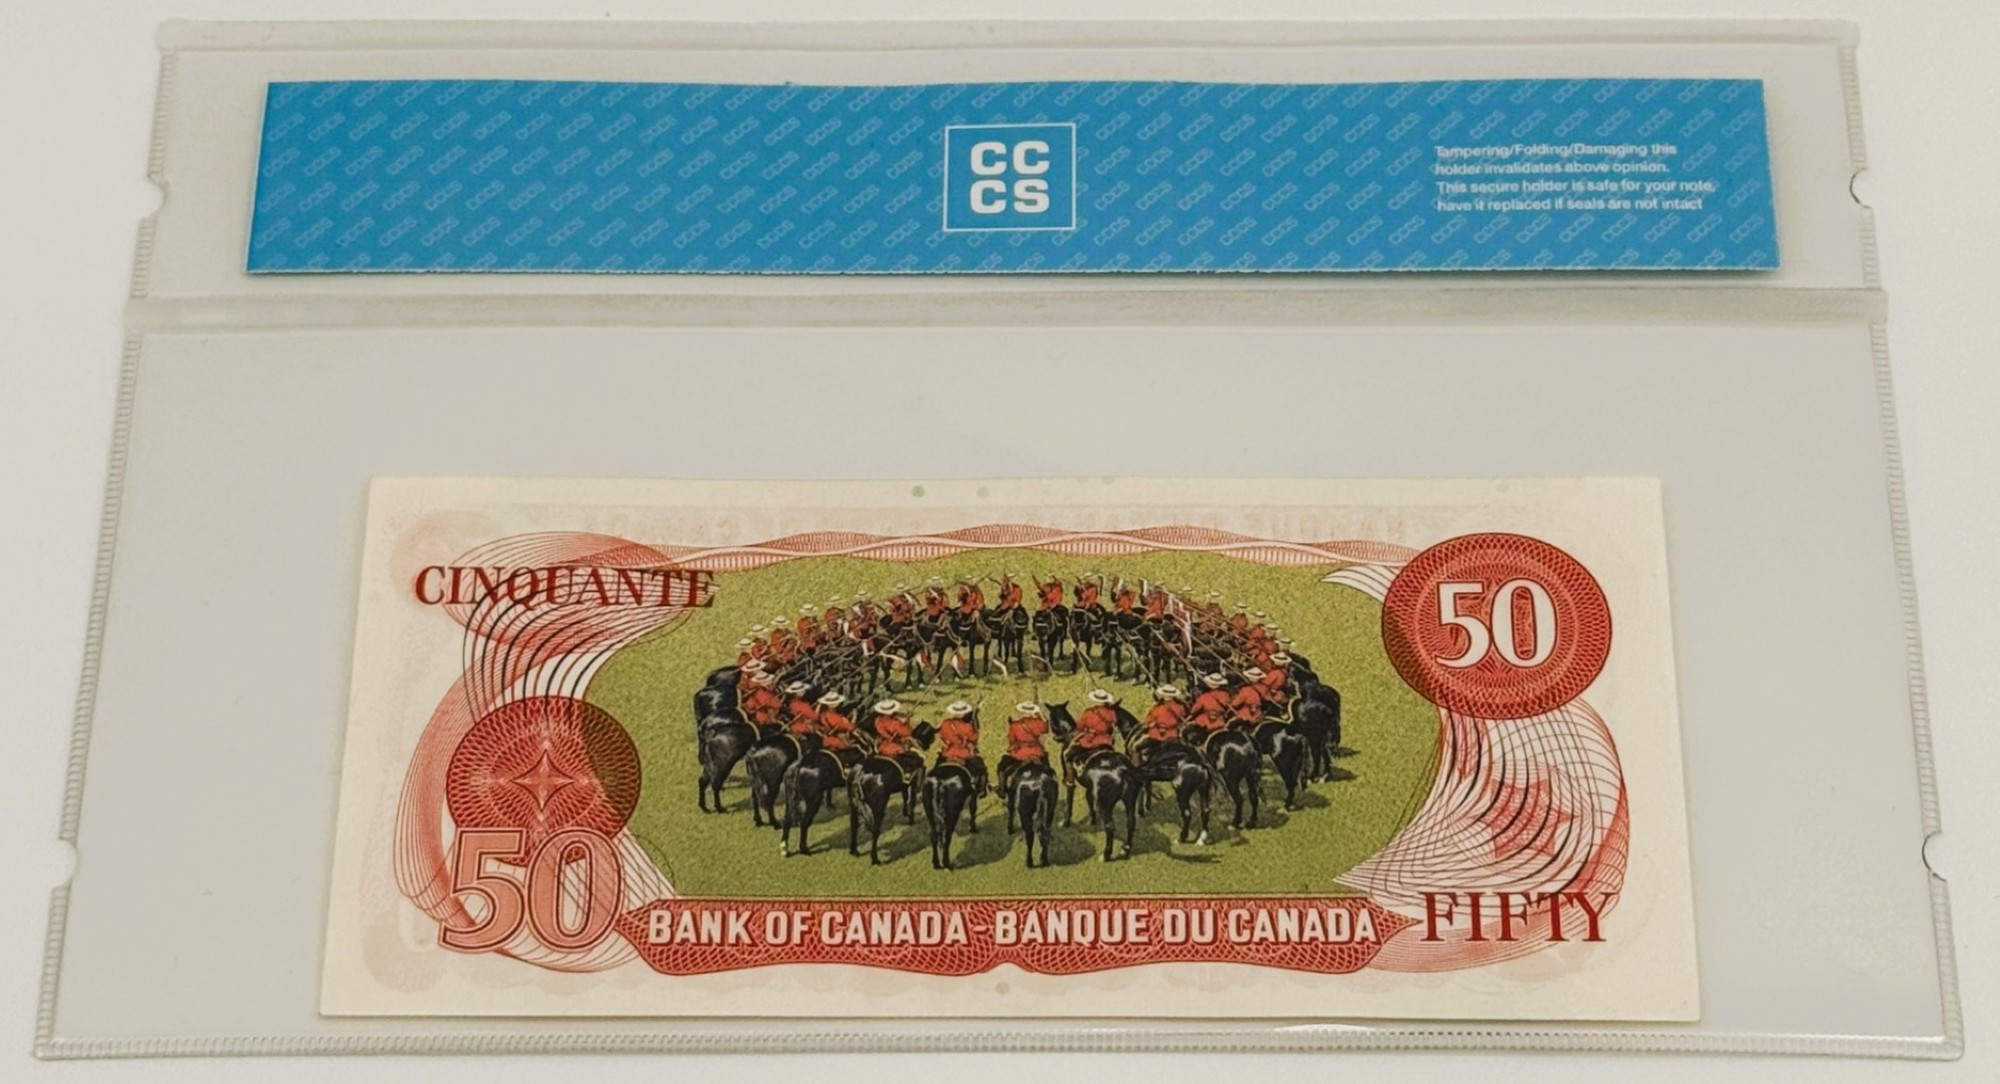 CC
CS
Tampering/Folding/Damaging this
holder invalidates above opinion.
This secure holder is safe for your note,
have it replaced if seals are not intact
CINQUANTE
50
50
BANK OF CANADA - BANQUE DU CANADA
FIFTY